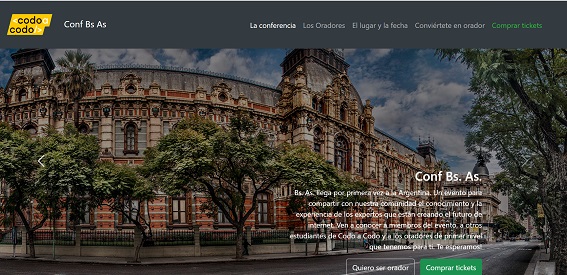 codo a
codo
Conf Bs As
La conferencia
Los Oradores
El lugar y la fecha
Conviértete en orador
Comprar tickets
Conf Bs. As.
Bs. As. llega por primera vez a la Argentina. Un evento para
compartir con nuestra comunidad el conocimiento y la
experiencia de los expertos que están creando el futuro de
internet. Ven a conocer a miembros del evento, a otros
estudiantes de Codo a Codo y a los oradores de primer nivel
que tenemos para ti. Te esperamos!
Quiero ser orador
Comprar tickets